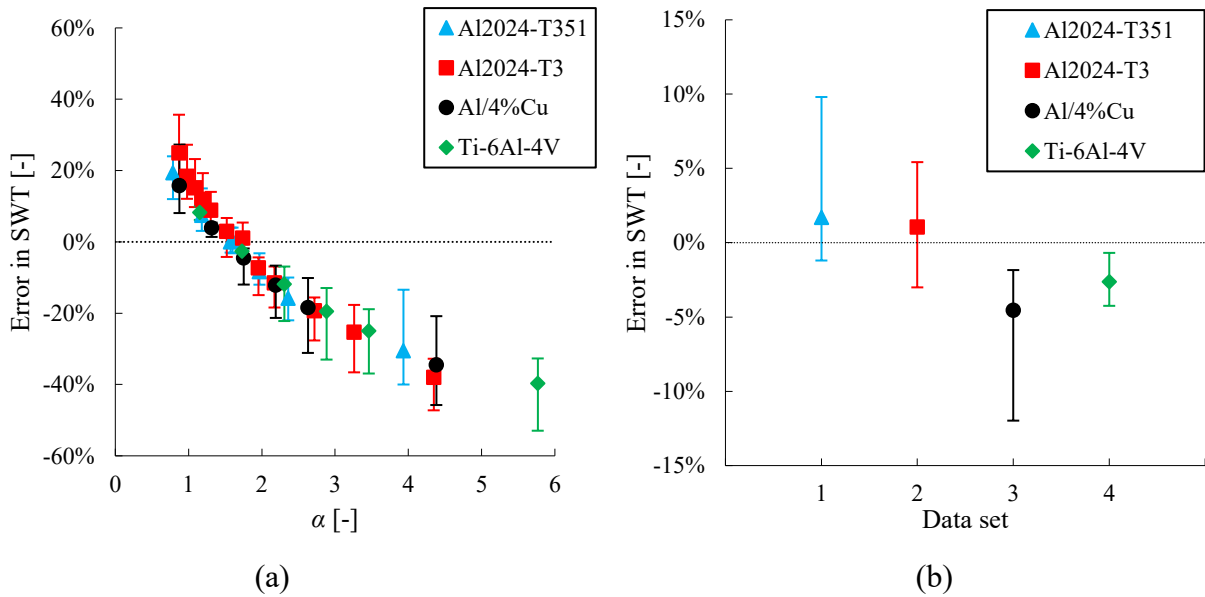 60%
40%
20%
0%
-20%
-40%
-60%
Error in SWT [-]
0 1 2 3 4 5 6
α [-]
Al2024-T351
Al2024-T3
Al/4%Cu
Ti-6Al-4V
(a)
15%
10%
5%
0%
-5%
-10%
-15%
Error in SWT [-]
1 2 3 4
Data set
Al2024-T351
Al2024-T3
Al/4%Cu
Ti-6Al-4V
(b)